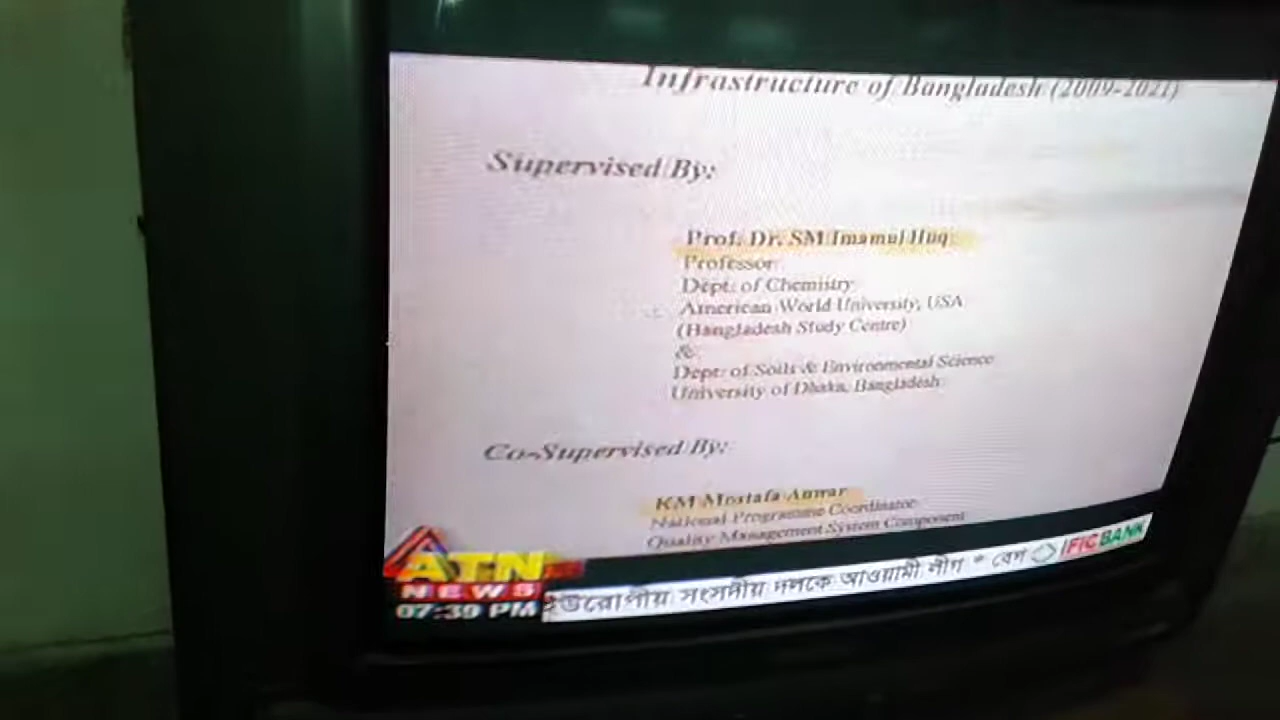 Infrastructure of Bangladesh (2009-2021)
Supervised By:
Prof. Dr. SM Imamul Huq
Professor
Dept. of Chemistry
American World University, USA
(Bangladesh Study Centre)
&
Dept. of Soils & Environmental Science
University of Dhaka, Bangladesh
Co-Supervised By:
KM Mostafa Anwar
National Programme Coordinator
Quality Management System Component
ATN
NEWS
07:39 PM
ইউরোপীয় সংসদীয় দলকে আওয়ামী লীগ * বেগ IFIC BANK